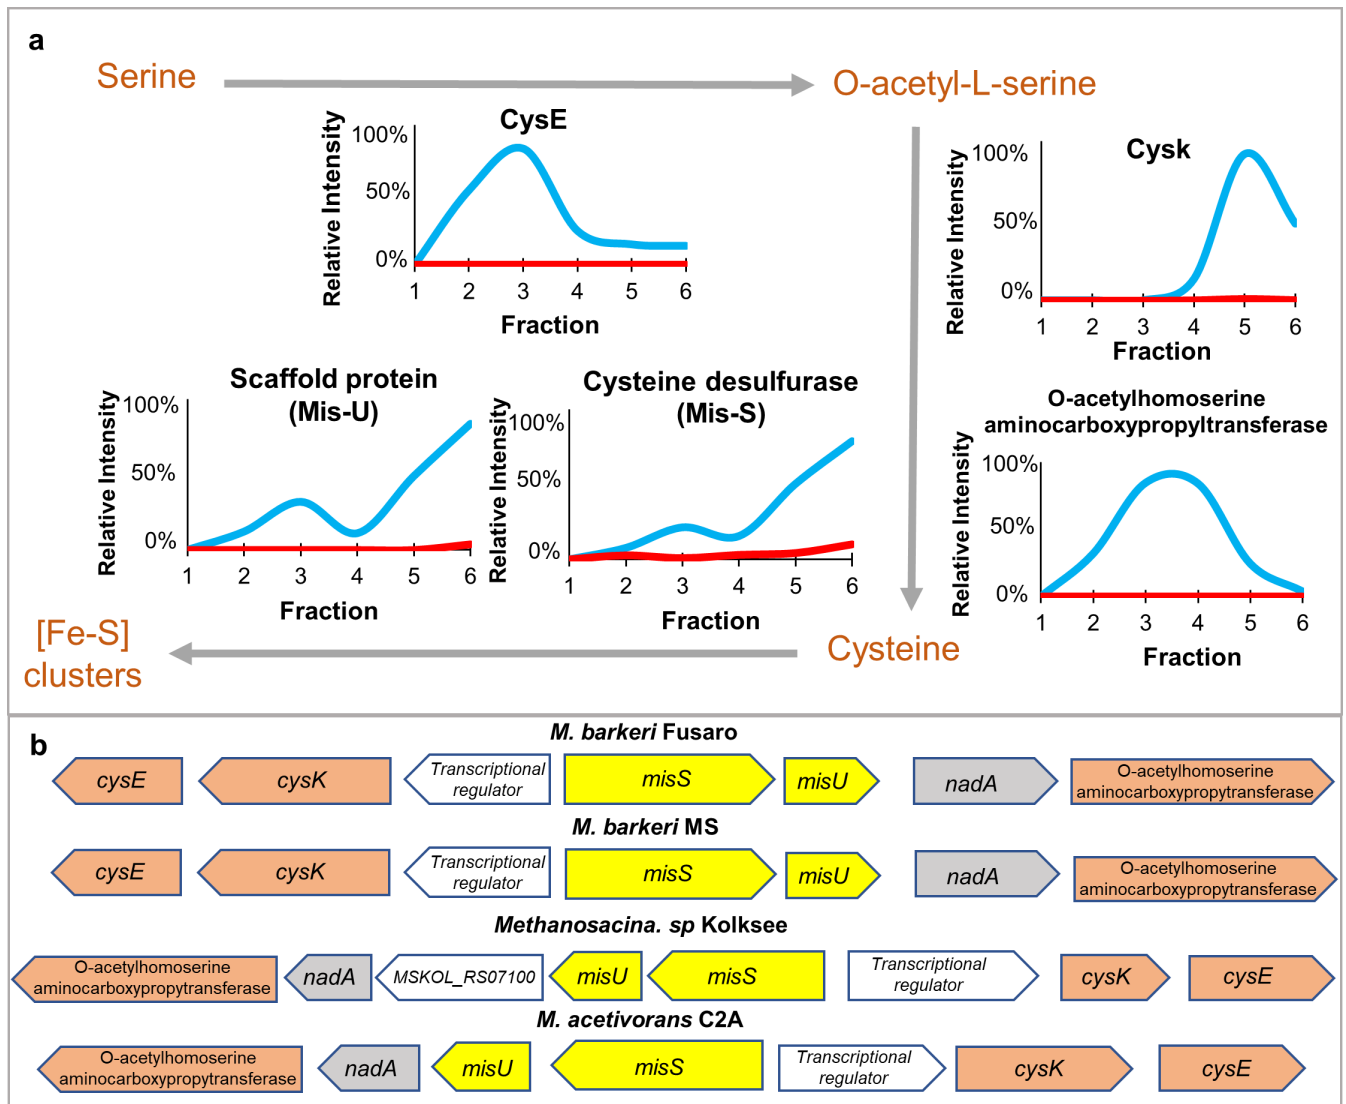 a
Serine
O-acetyl-L-serine
CysE
Relative Intensity
100%
50%
0%
1 2 3 4 5 6
Fraction
Cysk
Relative Intensity
100%
50%
0%
1 2 3 4 5 6
Fraction
Scaffold protein
(Mis-U)
Relative Intensity
100%
50%
0%
1 2 3 4 5 6
Fraction
Cysteine desulfurase
(Mis-S)
Relative Intensity
100%
50%
0%
1 2 3 4 5 6
Fraction
O-acetylhomoserine
aminocarboxypropyltransferase
Relative Intensity
100%
50%
0%
1 2 3 4 5 6
Fraction
[Fe-S]
clusters
Cysteine
b
M. barkeri Fusaro
cysE
cysK
Transcriptional
regulator
misS
misU
nadA
O-acetylhomoserine
aminocarboxypropytransferase
M. barkeri MS
cysE
cysK
Transcriptional
regulator
misS
misU
nadA
O-acetylhomoserine
aminocarboxypropytransferase
Methanosacina. sp Kolksee
O-acetylhomoserine
aminocarboxypropytransferase
nadA
MSKOL_RS07100
misU
misS
Transcriptional
regulator
cysK
cysE
M. acetivorans C2A
O-acetylhomoserine
aminocarboxypropytransferase
nadA
misU
misS
Transcriptional
regulator
cysK
cysE